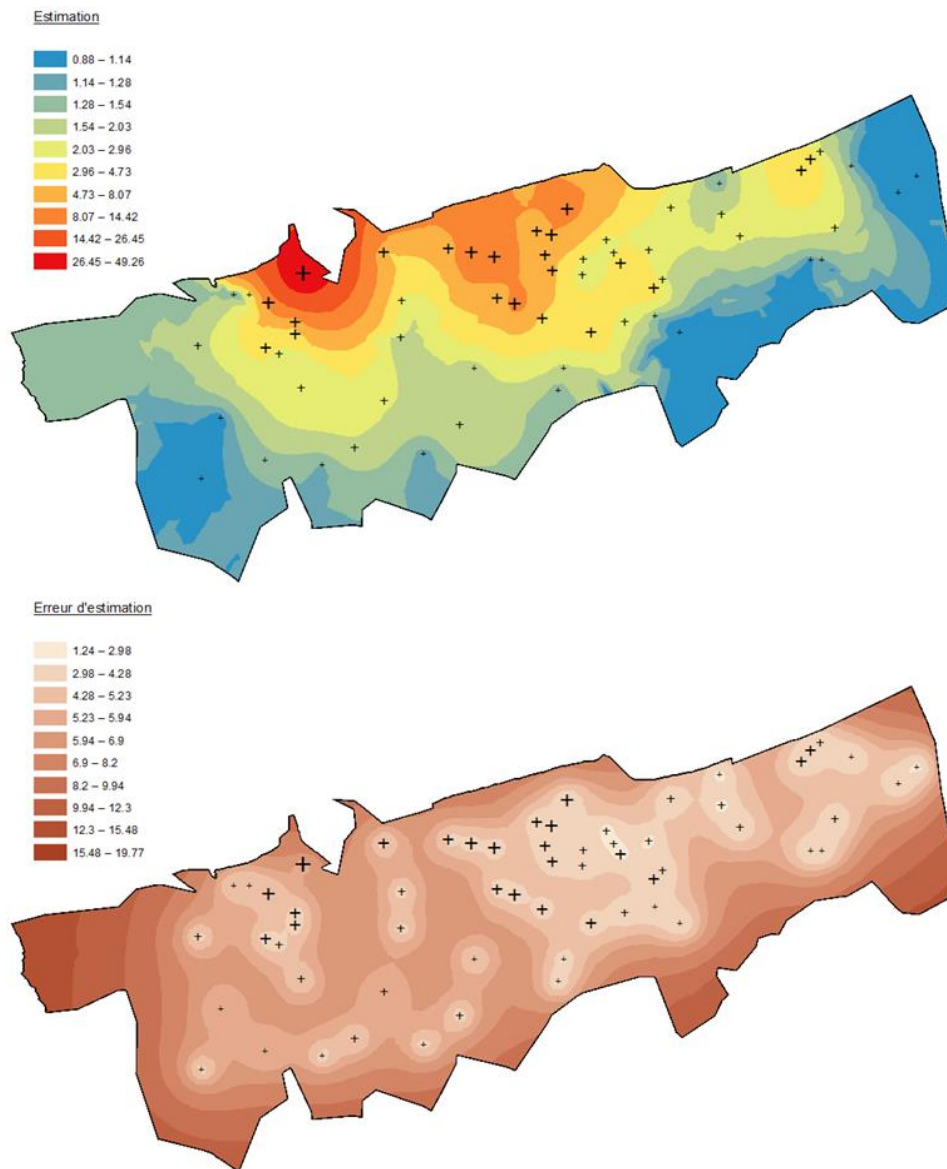 Estimation
0.88 – 1.14
1.14 – 1.28
1.28 – 1.54
1.54 – 2.03
2.03 – 2.96
2.96 – 4.73
4.73 – 8.07
8.07 – 14.42
14.42 – 26.45
26.45 – 49.26
Erreur d'estimation
1.24 – 2.98
2.98 – 4.28
4.28 – 5.23
5.23 – 5.94
5.94 – 6.9
6.9 – 8.2
8.2 – 9.94
9.94 – 12.3
12.3 – 15.48
15.48 – 19.77